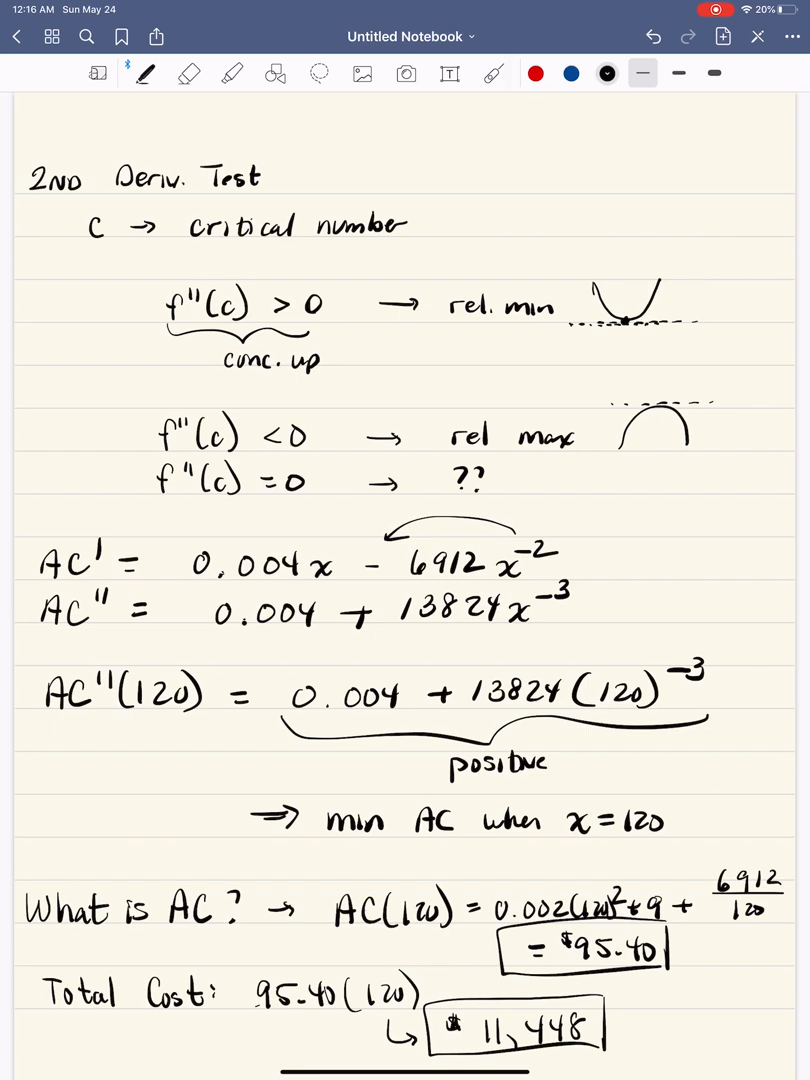 12:16 AM Sun May 24 20%
Untitled Notebook
2ND Deriv. Test
C → critical number
f"(c) > 0 → rel. min
conc. up
f"(c) < 0 → rel max
f"(c) = 0 → ??
AC' = 0.004x - 6912x⁻²
AC" = 0.004 + 13824x⁻³
AC"(120) = 0.004 + 13824(120)⁻³
positive
⇒ min AC when x = 120
What is AC? → AC(120) = 0.002(120)² + 9 + 6912/120
= $95.40
Total Cost: 95.40(120)
↳ $ 11,448